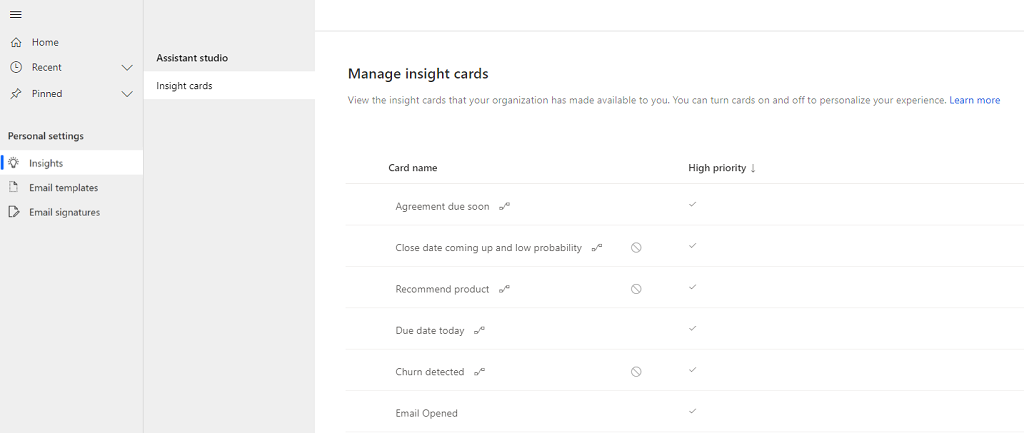 Home
Recent
Pinned
Personal settings
Insights
Email templates
Email signatures
Assistant studio
Insight cards
Manage insight cards
View the insight cards that your organization has made available to you. You can turn cards on and off to personalize your experience. Learn more
Card name High priority ↓
Agreement due soon
Close date coming up and low probability
Recommend product
Due date today
Churn detected
Email Opened